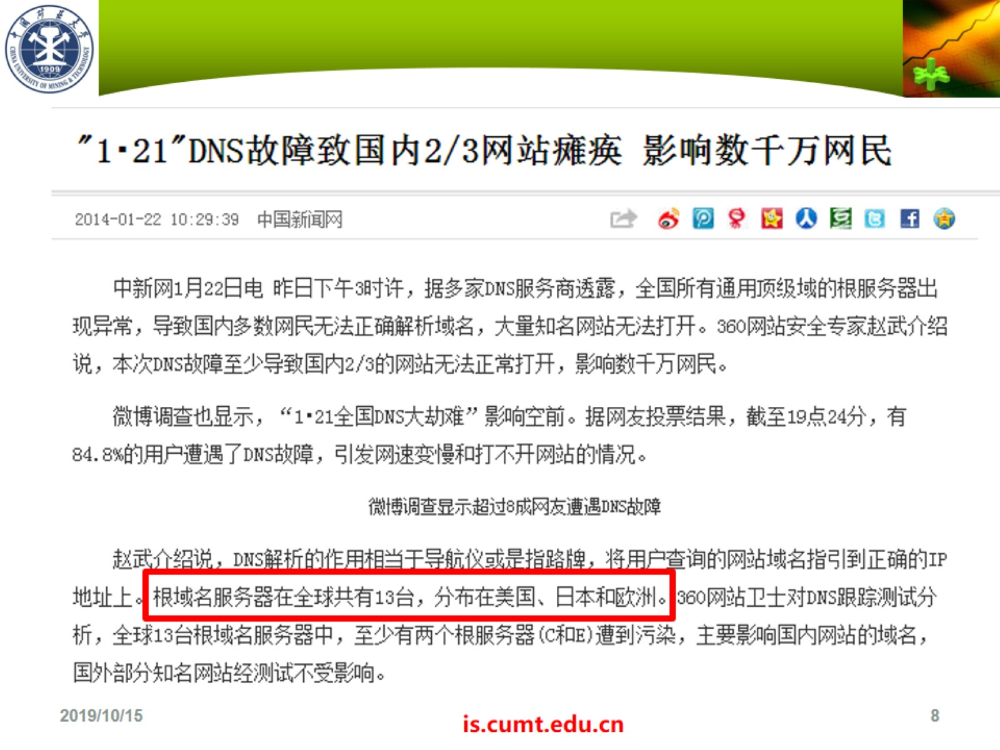 中国矿业大学
CHINA UNIVERSITY OF MINING & TECHNOLOGY
1909
"1·21"DNS故障致国内2/3网站瘫痪 影响数千万网民
2014-01-22 10:29:39 中国新闻网
中新网1月22日电 昨日下午3时许，据多家DNS服务商透露，全国所有通用顶级域的根服务器出
现异常，导致国内多数网民无法正确解析域名，大量知名网站无法打开。360网站安全专家赵武介绍
说，本次DNS故障至少导致国内2/3的网站无法正常打开，影响数千万网民。
微博调查也显示，“1·21全国DNS大劫难”影响空前。据网友投票结果，截至19点24分，有
84.8%的用户遭遇了DNS故障，引发网速变慢和打不开网站的情况。
微博调查显示超过8成网友遭遇DNS故障
赵武介绍说，DNS解析的作用相当于导航仪或是指路牌，将用户查询的网站域名指引到正确的IP
地址上。根域名服务器在全球共有13台，分布在美国、日本和欧洲。360网站卫士对DNS跟踪测试分
析，全球13台根域名服务器中，至少有两个根服务器(C和E)遭到污染，主要影响国内网站的域名，
国外部分知名网站经测试不受影响。
2019/10/15
is.cumt.edu.cn
8